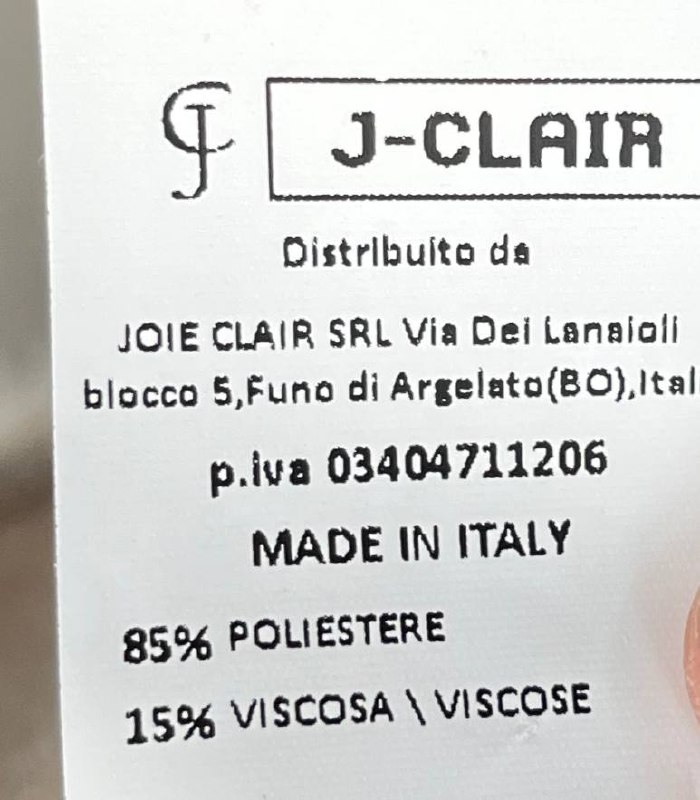 J-CLAIR
Distribuito da
JOIE CLAIR SRL Via Dei Lanaioli
blocco 5,Funo di Argelato(BO),Ital
p.iva 03404711206
MADE IN ITALY
85% POLIESTERE
15% VISCOSA \ VISCOSE